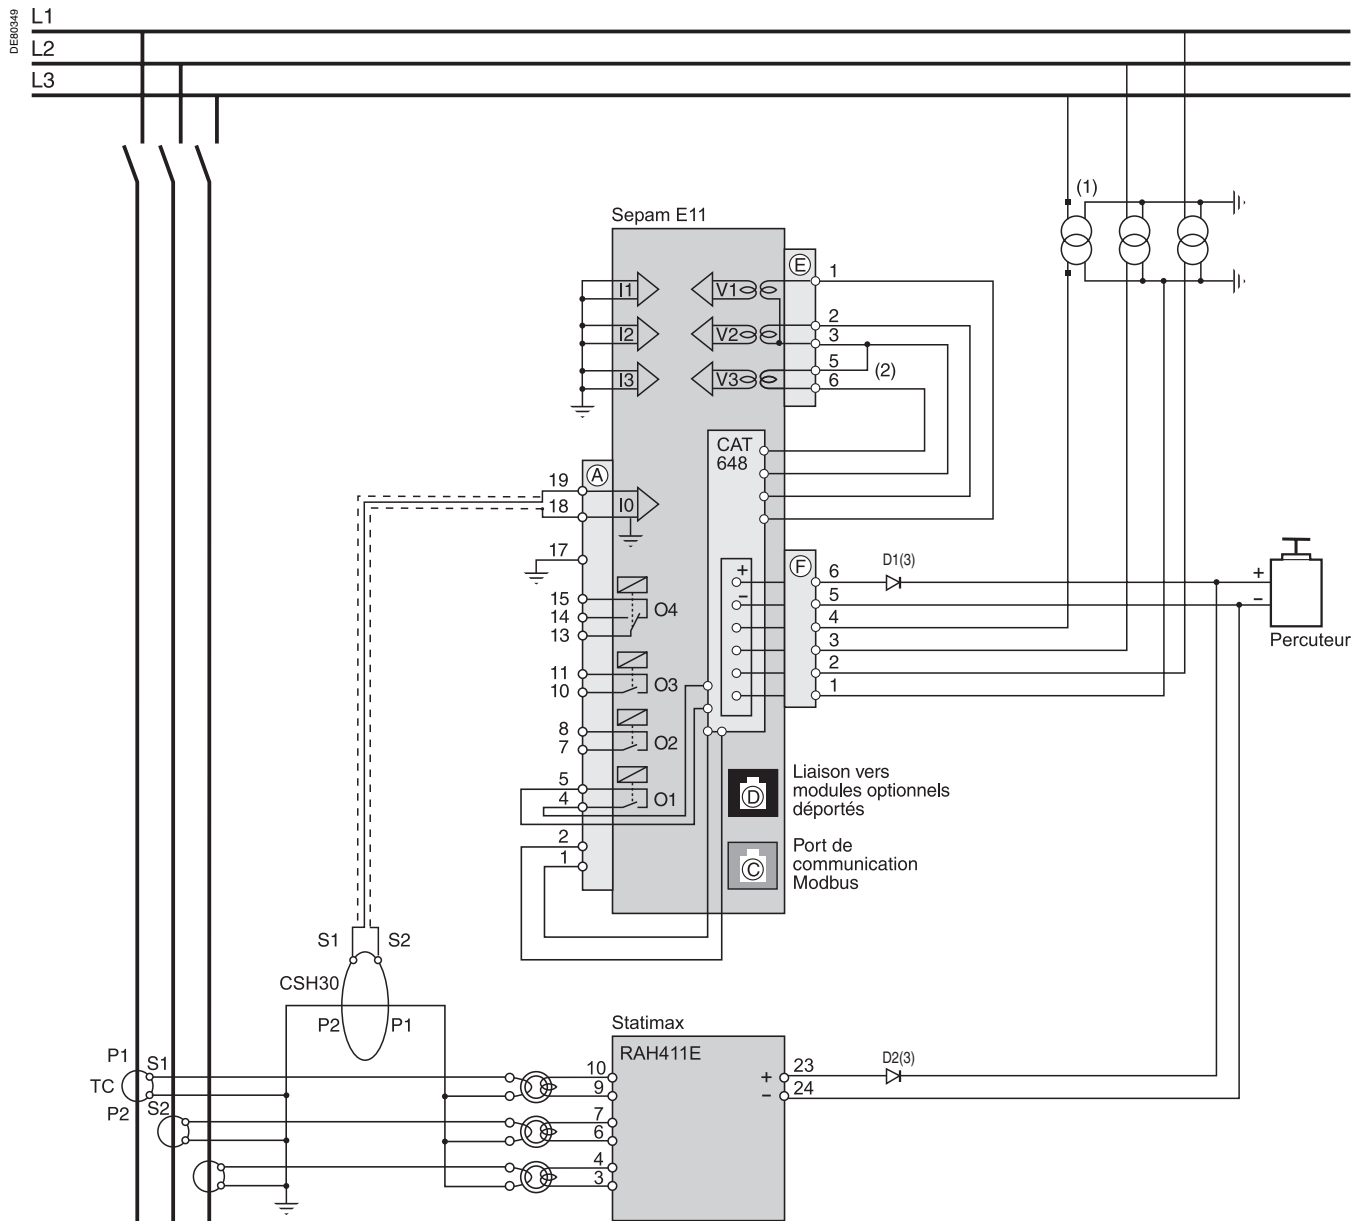 DE80349
L1
L2
L3
(1)
Sepam E11
E
1
I1
V1
2
I2
V2
3
5
(2)
I3
V3
6
CAT
648
A
19
18
I0
17
F
+
−
D1(3)
6
5
4
3
2
1
+
−
Percuteur
15
14
13
O4
11
10
O3
8
7
O2
5
4
O1
2
1
D
Liaison vers
modules optionnels
déportés
C
Port de
communication
Modbus
S1
S2
CSH30
P2
P1
Statimax
RAH411E
P1
S1
TC
P2
S2
10
9
7
6
4
3
+
−
23
24
D2(3)